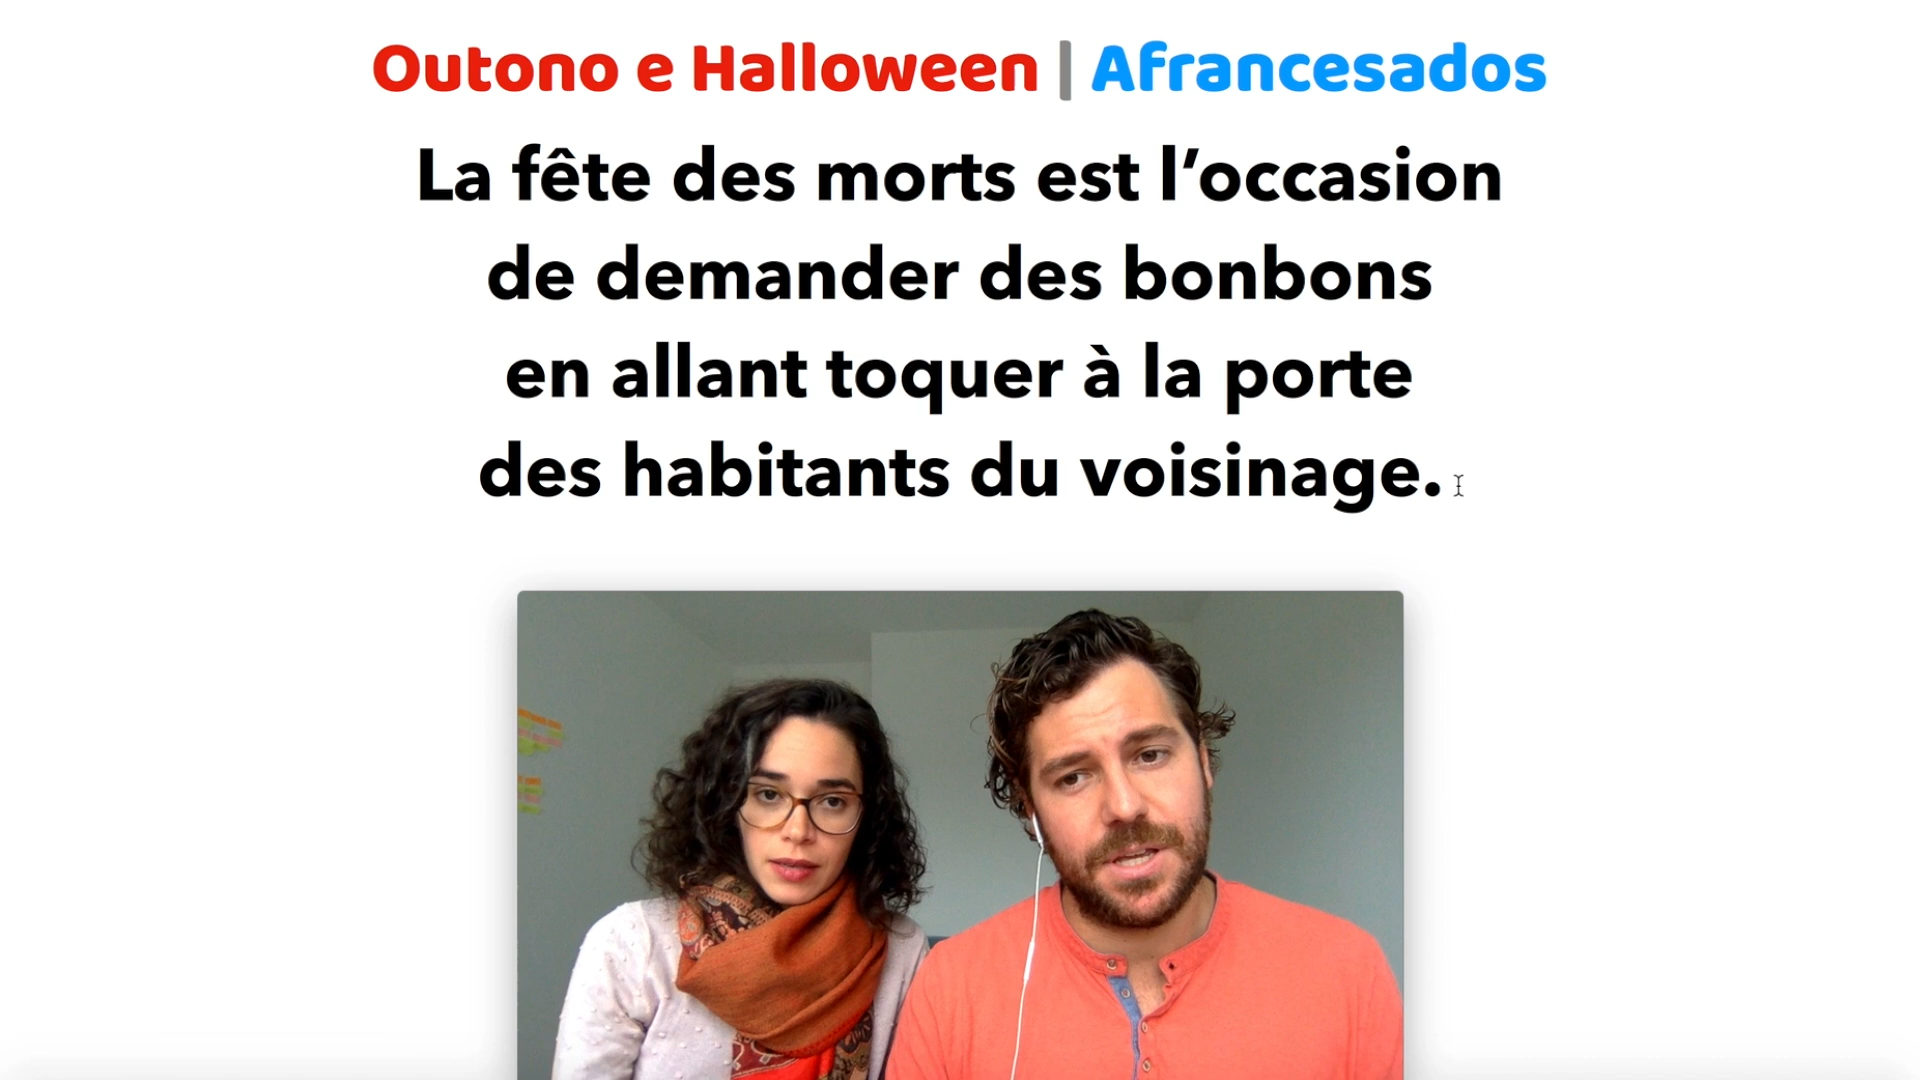 Outono e Halloween | Afrancesados
La fête des morts est l’occasion
de demander des bonbons
en allant toquer à la porte
des habitants du voisinage.